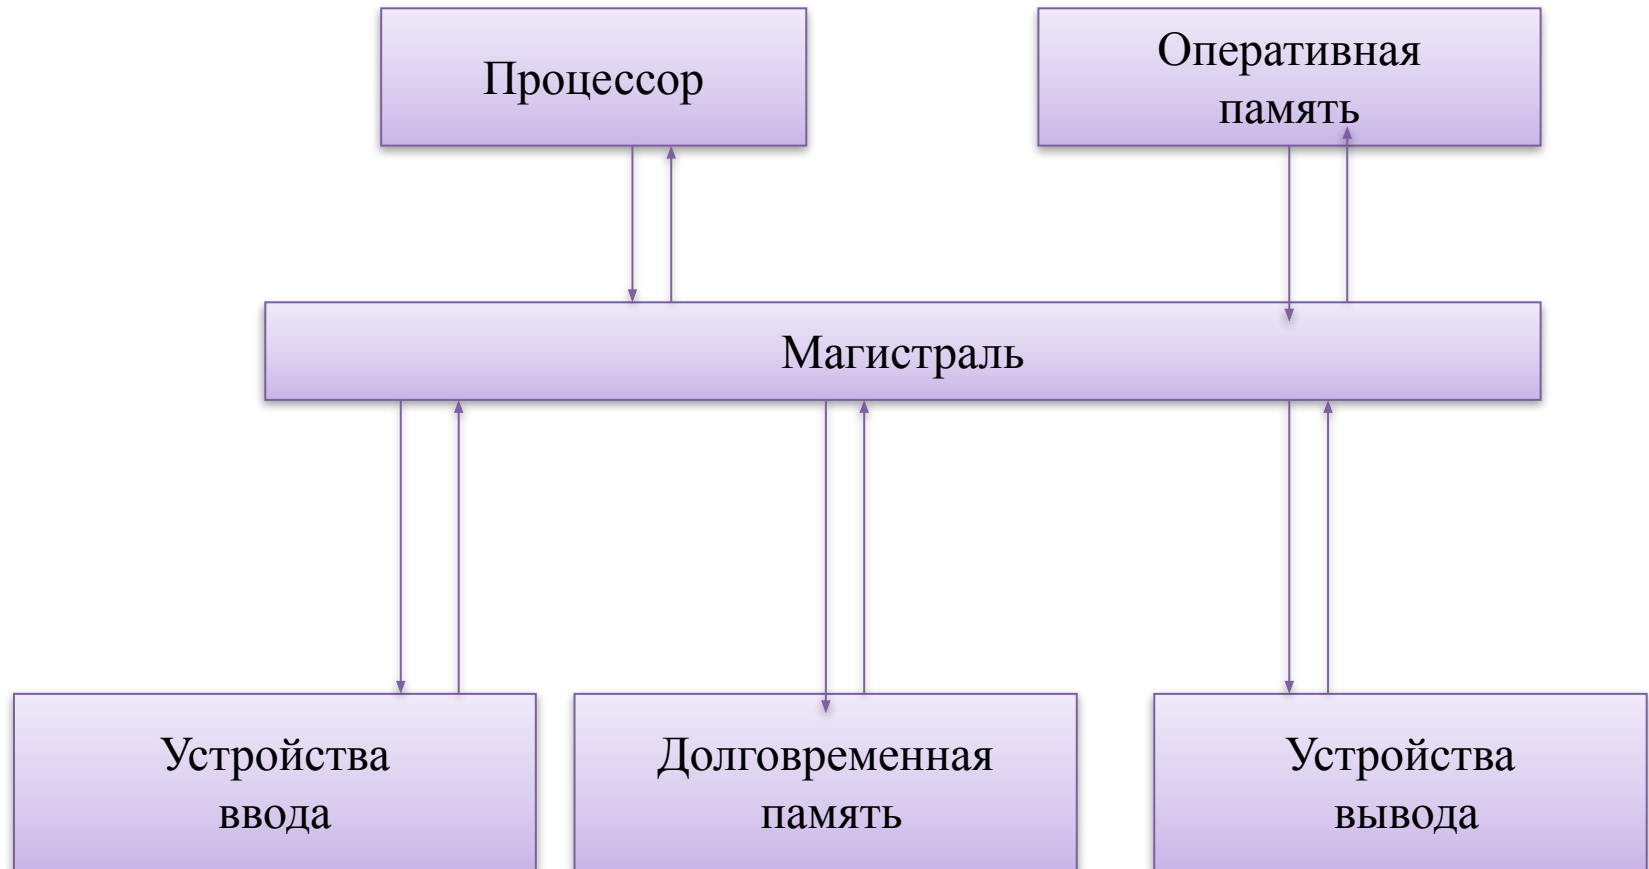 Процессор
Оперативная
память
Магистраль
Устройства
ввода
Долговременная
память
Устройства
вывода